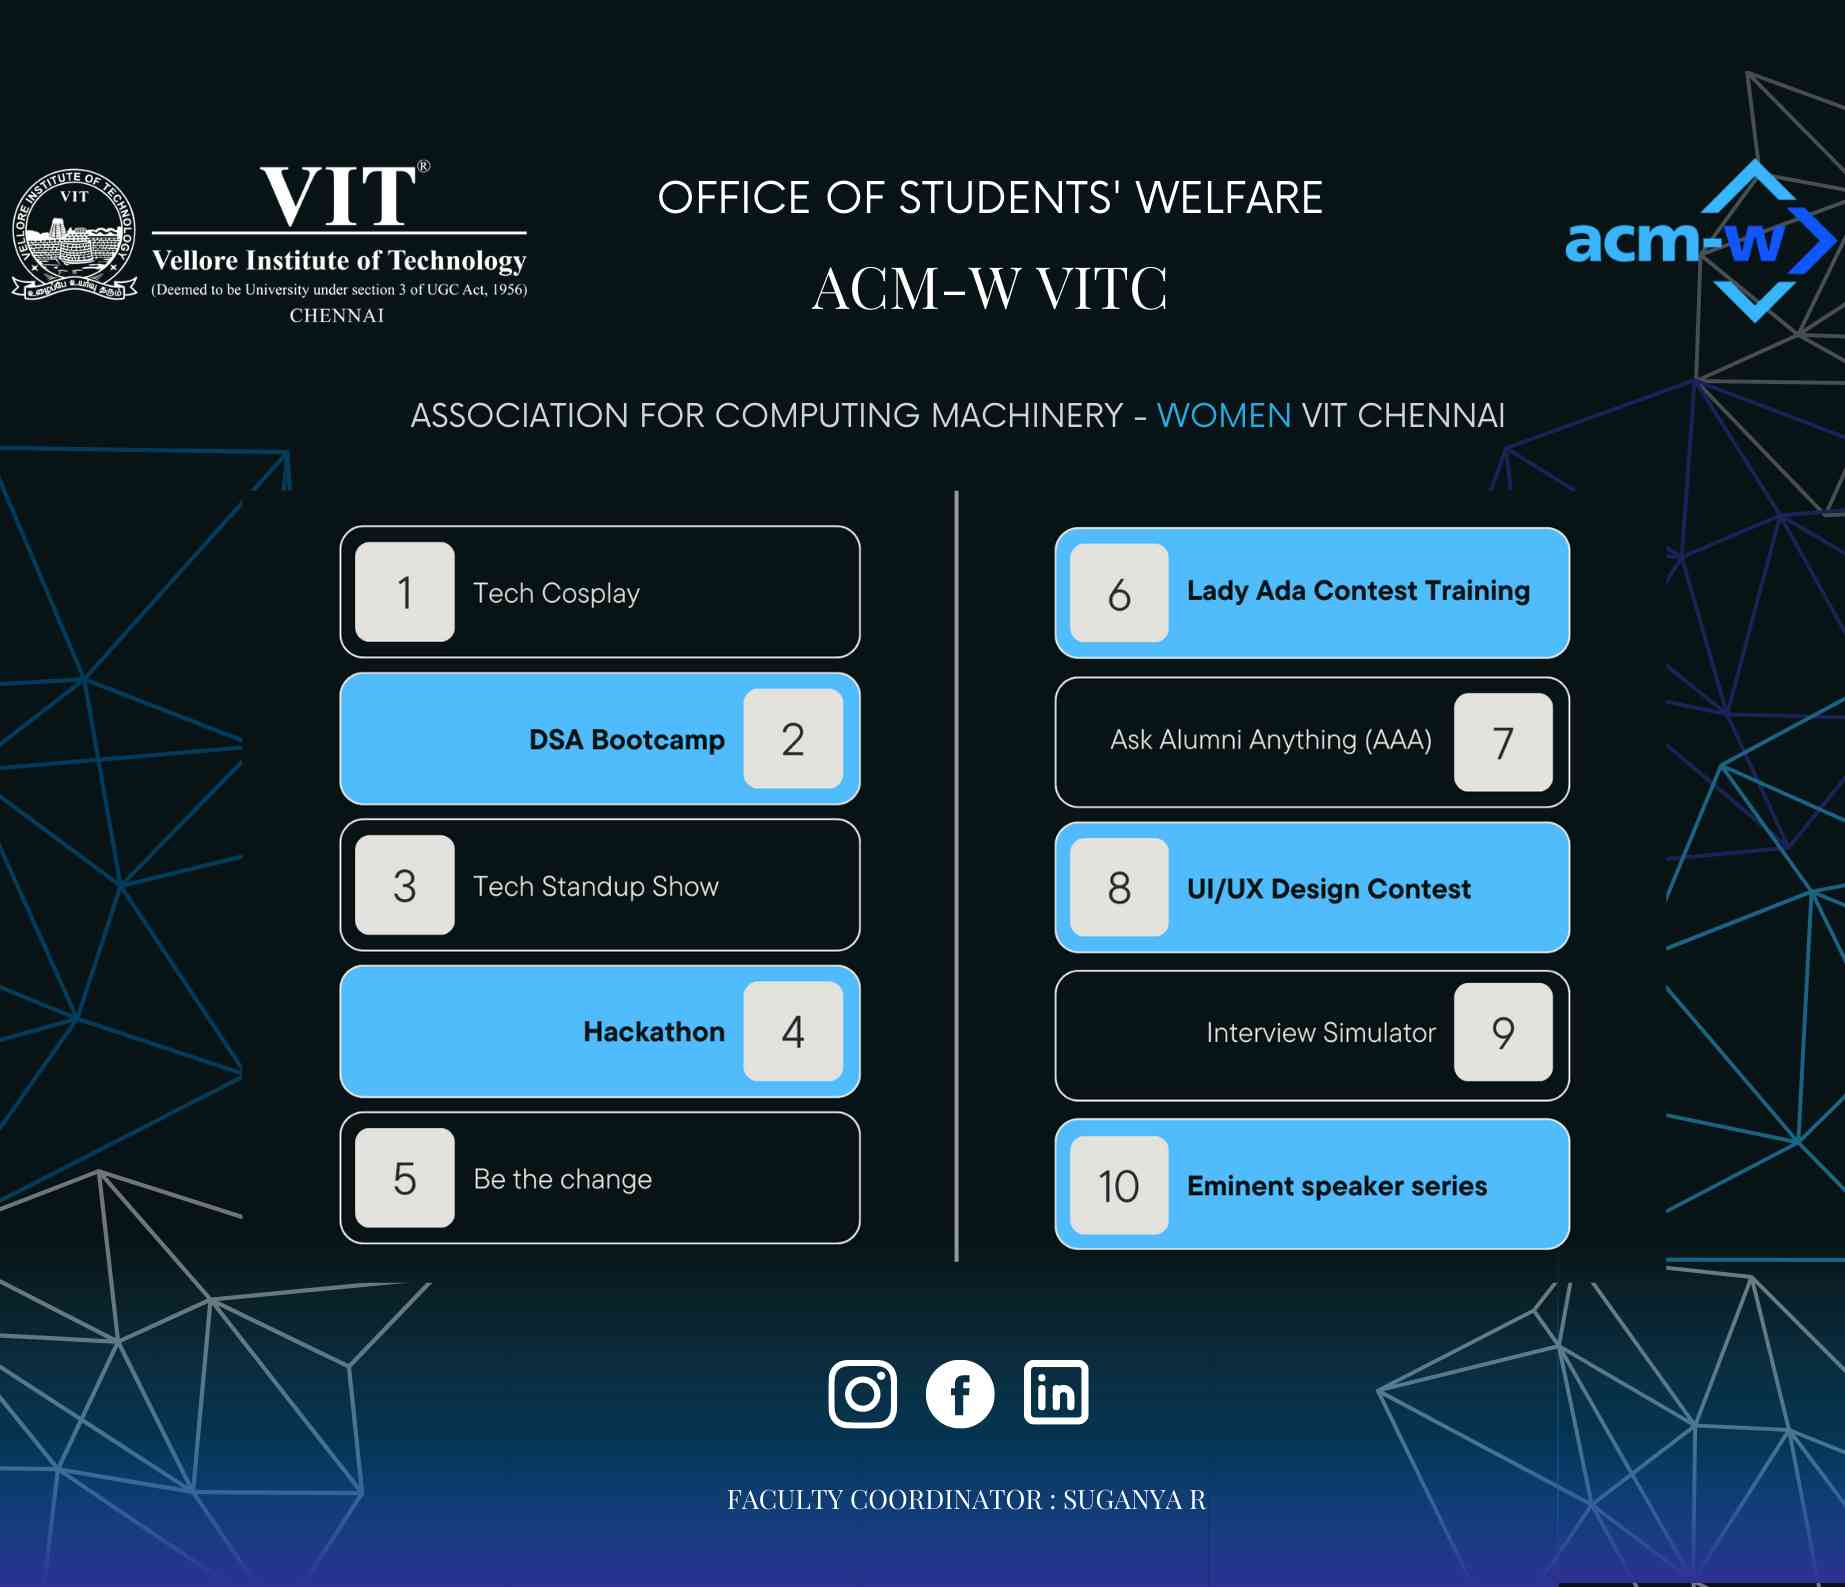 VELLORE INSTITUTE OF TECHNOLOGY
VIT
VIT®
Vellore Institute of Technology
(Deemed to be University under section 3 of UGC Act, 1956)
CHENNAI
OFFICE OF STUDENTS' WELFARE
ACM-W VITC
acm-w
ASSOCIATION FOR COMPUTING MACHINERY - WOMEN VIT CHENNAI
1 Tech Cosplay
DSA Bootcamp 2
3 Tech Standup Show
Hackathon 4
5 Be the change
6 Lady Ada Contest Training
Ask Alumni Anything (AAA) 7
8 UI/UX Design Contest
Interview Simulator 9
10 Eminent speaker series
FACULTY COORDINATOR : SUGANYA R